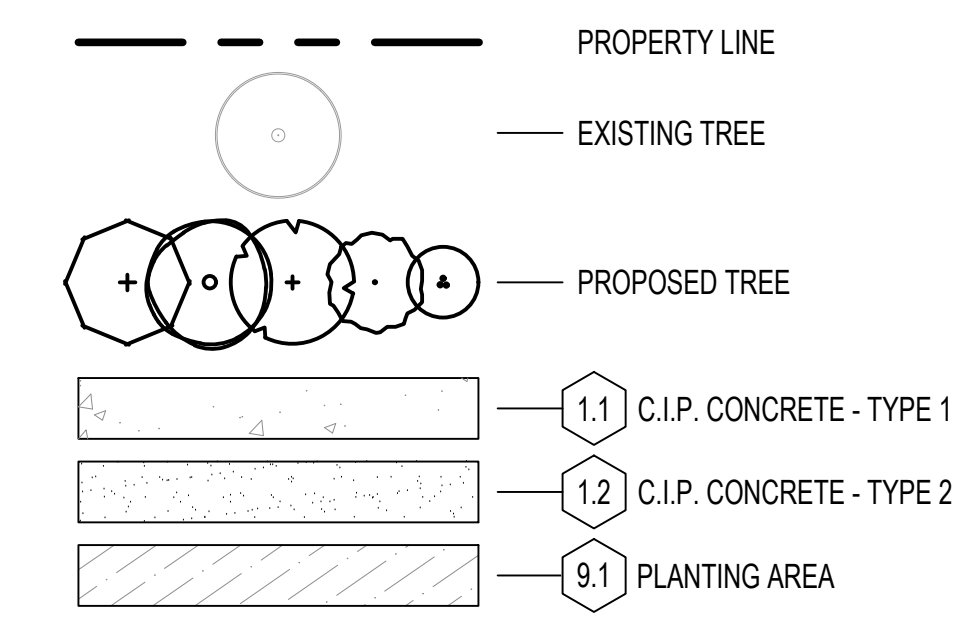 PROPERTY LINE
EXISTING TREE
PROPOSED TREE
1.1 C.I.P. CONCRETE - TYPE 1
1.2 C.I.P. CONCRETE - TYPE 2
9.1 PLANTING AREA